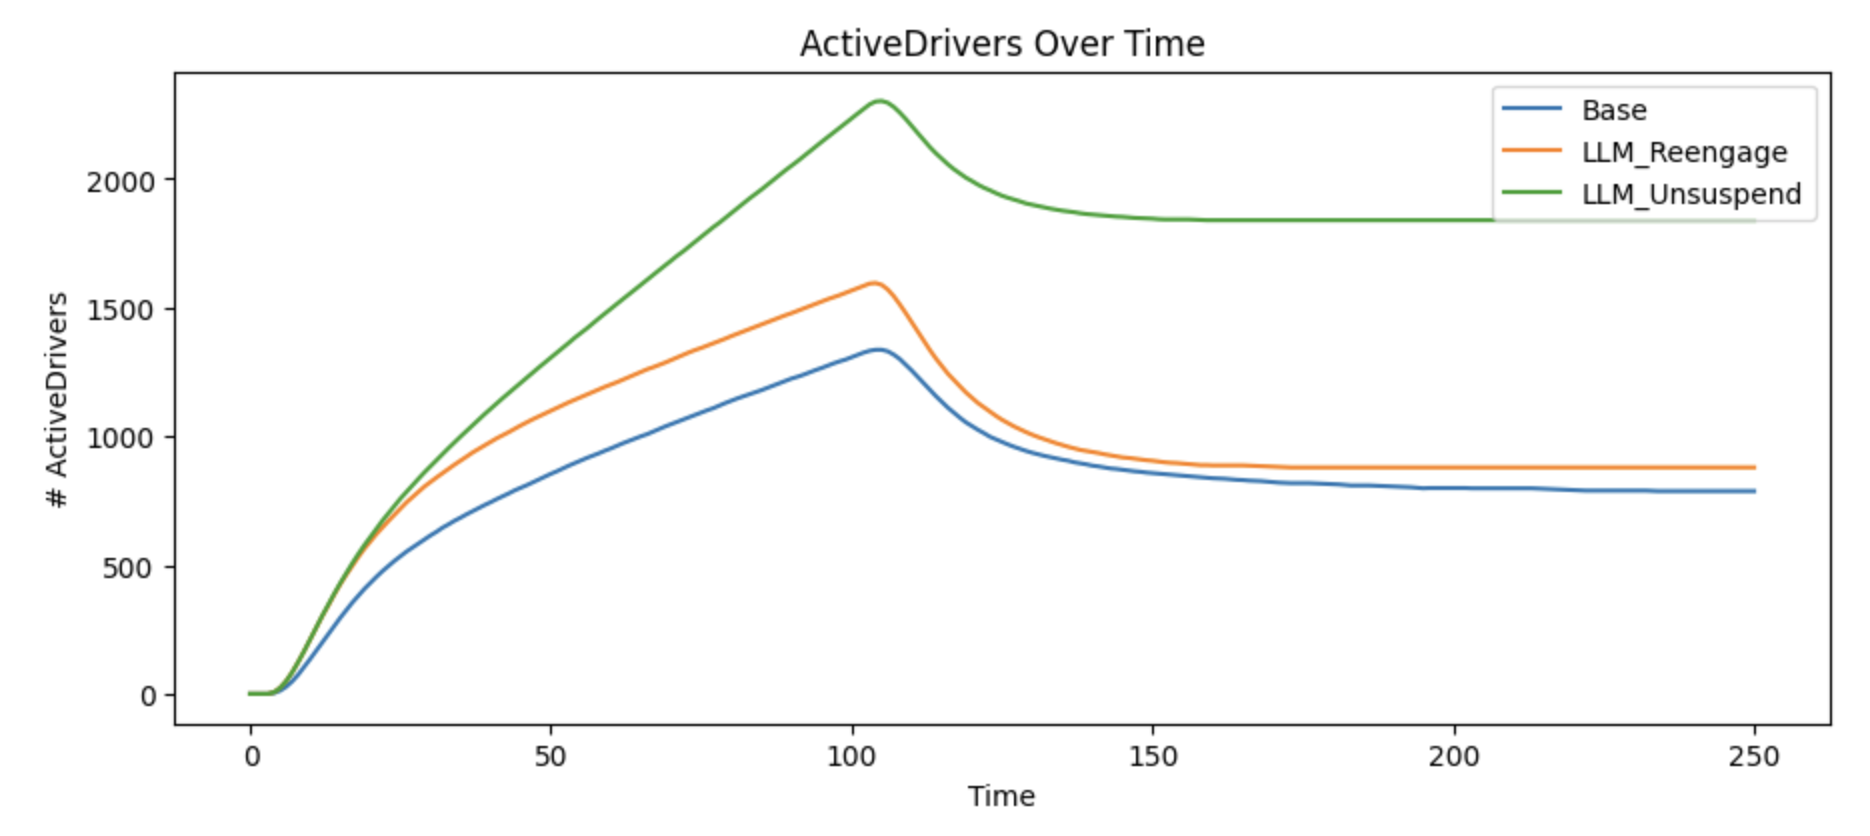 ActiveDrivers Over Time
Base
LLM_Reengage
LLM_Unsuspend
# ActiveDrivers
2000
1500
1000
500
0
0 50 100 150 200 250
Time